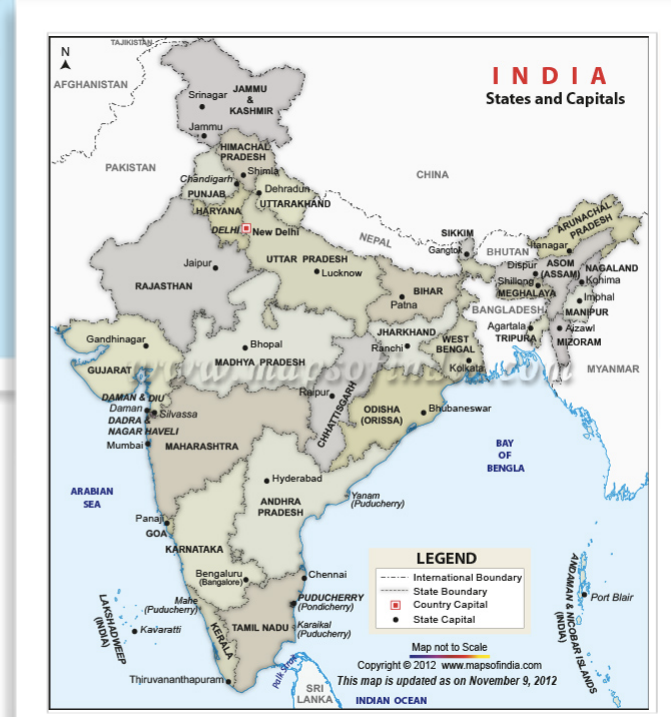 TAJIKISTAN
N
INDIA
States and Capitals
AFGHANISTAN
JAMMU
&
KASHMIR
Srinagar
Jammu
HIMACHAL
PRADESH
PAKISTAN
CHINA
Shimla
Chandigarh
PUNJAB
Dehradun
UTTARAKHAND
HARYANA
DELHI
New Delhi
NEPAL
SIKKIM
Gangtok
BHUTAN
ARUNACHAL
PRADESH
Itanagar
Jaipur
RAJASTHAN
UTTAR PRADESH
Lucknow
BIHAR
Patna
Dispur
ASOM
(ASSAM)
NAGALAND
Kohima
Shillong
MEGHALAYA
Imphal
MANIPUR
BANGLADESH
Agartala
TRIPURA
Aizawl
MIZORAM
MYANMAR
Gandhinagar
GUJARAT
Bhopal
MADHYA PRADESH
JHARKHAND
Ranchi
WEST
BENGAL
Kolkata
www.mapsofindia.com
DAMAN & DIU
Daman
Silvassa
DADRA &
NAGAR HAVELI
Mumbai
MAHARASHTRA
Raipur
CHHATTISGARH
ODISHA
(ORISSA)
Bhubaneswar
BAY
OF
BENGLA
ARABIAN
SEA
Hyderabad
ANDHRA
PRADESH
Yanam
(Puducherry)
Panaji
GOA
KARNATAKA
Bengaluru
(Bangalore)
Chennai
Mahe
(Puducherry)
PUDUCHERRY
(Pondicherry)
Karaikal
(Puducherry)
TAMIL NADU
KERALA
LAKSHADWEEP
(INDIA)
Kavaratti
Thiruvananthapuram
Palk Strait
SRI
LANKA
INDIAN OCEAN
ANDAMAN & NIDOBAR ISLANDS
(INDIA)
Port Blair
LEGEND
International Boundary
State Boundary
Country Capital
State Capital
Map not to Scale
Copyright © 2012 www.mapsofindia.com
This map is updated as on November 9, 2012